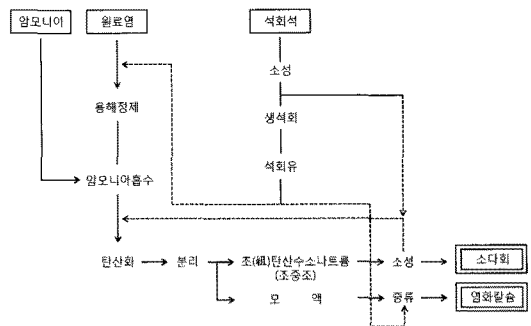 암모니아 원료염 석회석
소성
용해정제 생석회
석회유
암모니아흡수
탄산화 분리 조(組)탄산수소나트륨 소성 소다회
(조중조)
모 액 증류 염화칼슘